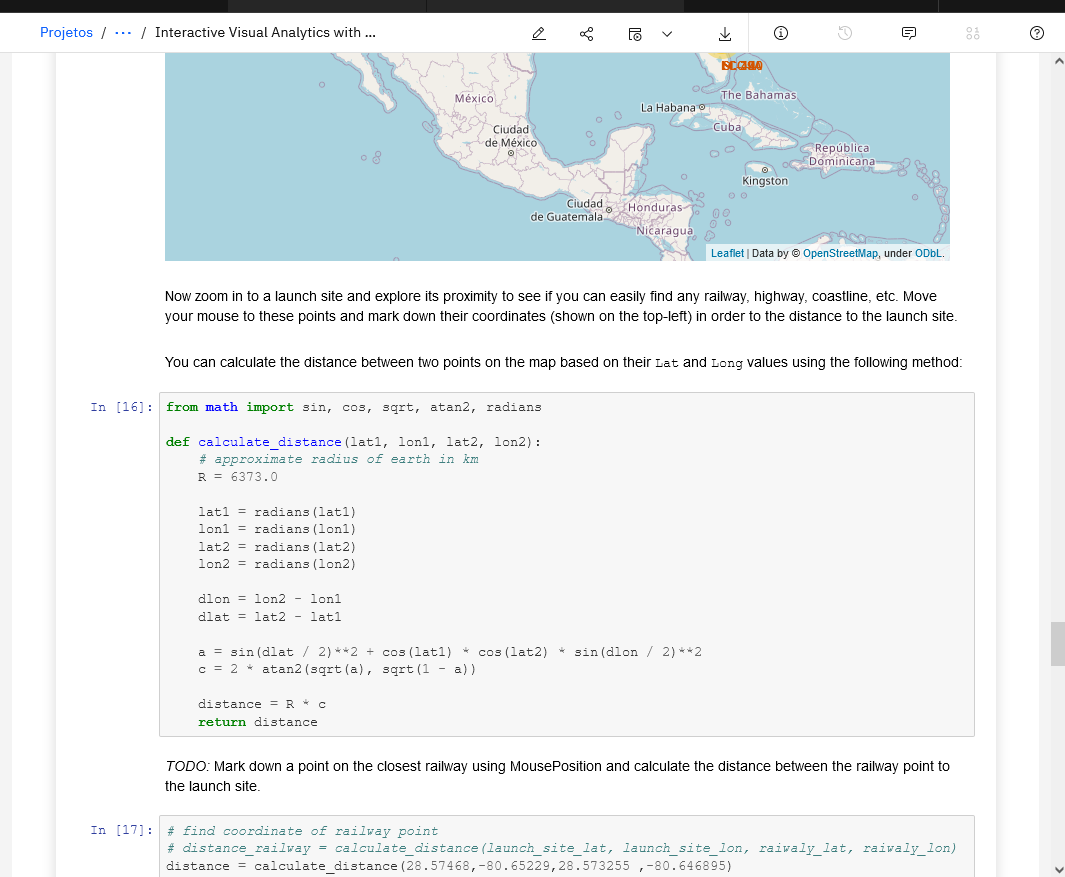 Projetos / ... / Interactive Visual Analytics with ...
México
Ciudad
de México
La Habana
The Bahamas
Cuba
República
Dominicana
Kingston
Ciudad
de Guatemala
Honduras
Nicaragua
Leaflet | Data by © OpenStreetMap, under ODbL.
Now zoom in to a launch site and explore its proximity to see if you can easily find any railway, highway, coastline, etc. Move
your mouse to these points and mark down their coordinates (shown on the top-left) in order to the distance to the launch site.
You can calculate the distance between two points on the map based on their Lat and Long values using the following method:
In [16]:
from math import sin, cos, sqrt, atan2, radians
def calculate_distance(lat1, lon1, lat2, lon2):
# approximate radius of earth in km
R = 6373.0
lat1 = radians(lat1)
lon1 = radians(lon1)
lat2 = radians(lat2)
lon2 = radians(lon2)
dlon = lon2 - lon1
dlat = lat2 - lat1
a = sin(dlat / 2)**2 + cos(lat1) * cos(lat2) * sin(dlon / 2)**2
c = 2 * atan2(sqrt(a), sqrt(1 - a))
distance = R * c
return distance
TODO: Mark down a point on the closest railway using MousePosition and calculate the distance between the railway point to
the launch site.
In [17]:
# find coordinate of railway point
# distance_railway = calculate_distance(launch_site_lat, launch_site_lon, raiwaly_lat, raiwaly_lon)
distance = calculate_distance(28.57468,-80.65229,28.573255 ,-80.646895)